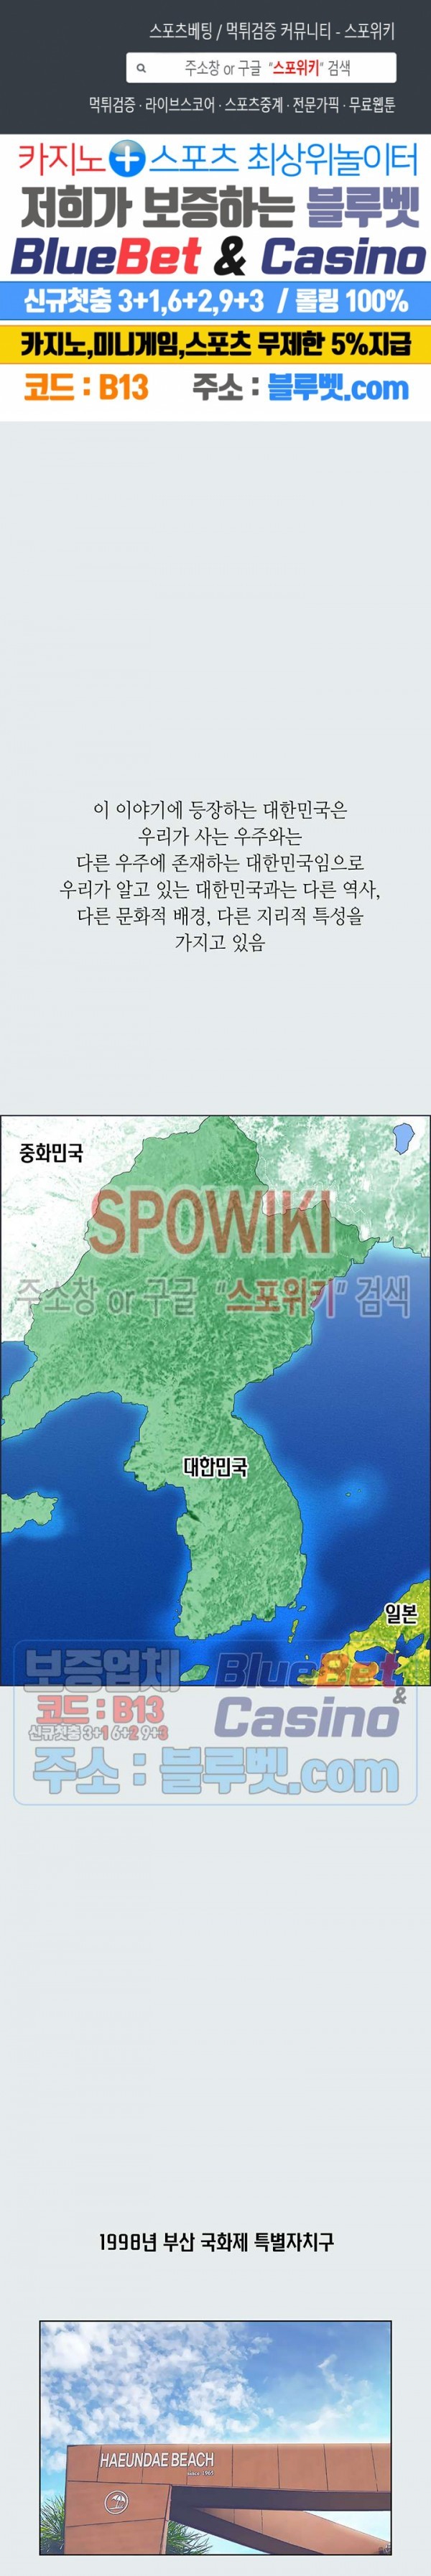 스포츠베팅 / 먹튀검증 커뮤니티 - 스포위키
주소창 or 구글 "스포위키" 검색
먹튀검증 · 라이브스코어 · 스포츠중계 · 전문가픽 · 무료웹툰
카지노+스포츠 최상위놀이터
저희가 보증하는 블루벳
BlueBet & Casino
신규첫충 3+1,6+2,9+3 / 롤링 100%
카지노,미니게임,스포츠 무제한 5%지급
코드 : B13 주소 : 블루벳.com
이 이야기에 등장하는 대한민국은
우리가 사는 우주와는
다른 우주에 존재하는 대한민국임으로
우리가 알고 있는 대한민국과는 다른 역사,
다른 문화적 배경, 다른 지리적 특성을
가지고 있음
중화민국
SPOWIKI
주소창 or 구글 "스포위키" 검색
대한민국
일본
보증업체 BlueBet
코드 : B13 &
신규첫충 3+1 6+2 9+3 Casino
주소 : 블루벳.com
1998년 부산 국화제 특별자치구
HAEUNDAE BEACH
since 1965